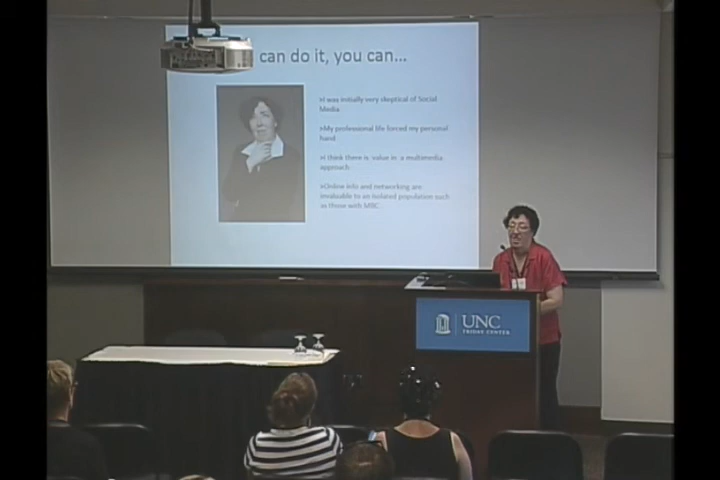 can do it, you can...
»I was initially very skeptical of Social
Media
»My professional life forced my personal
hand
»I think there is value in a multimedia
approach
»Online info and networking are
invaluable to an isolated population such
as those with MBC
UNC
FRIDAY CENTER